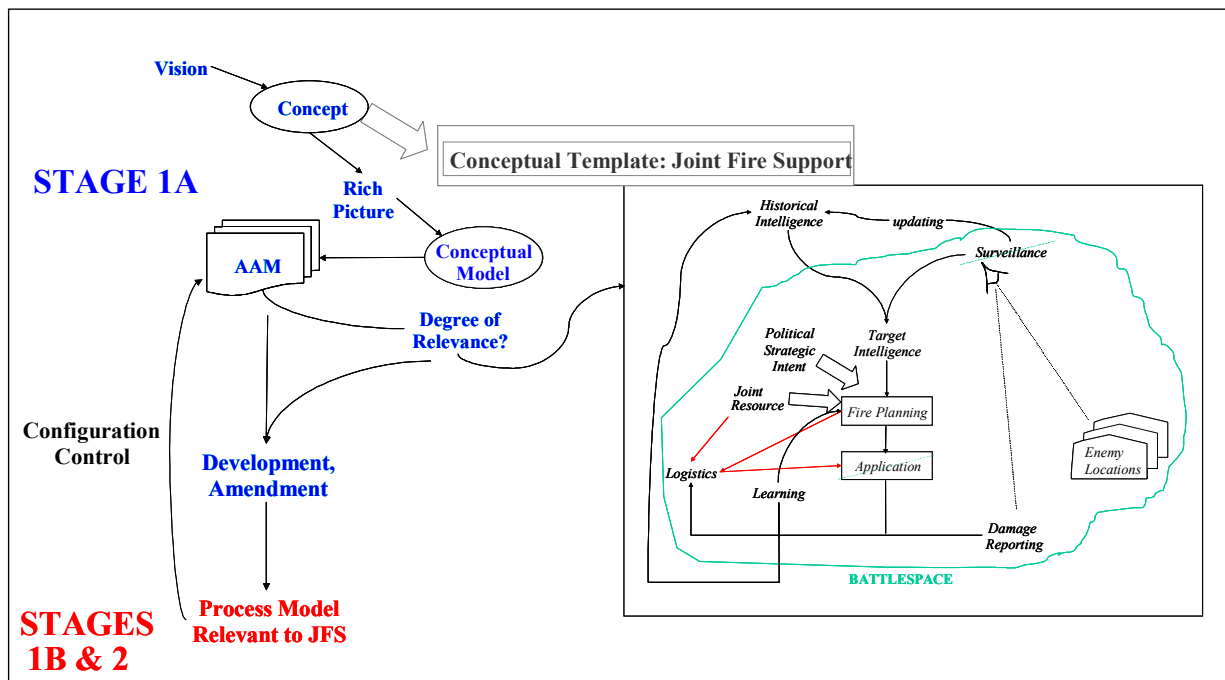 Vision
Concept
Conceptual Template: Joint Fire Support
STAGE 1A
Rich
Picture
AAM
Conceptual
Model
Degree of
Relevance?
Configuration
Control
Development,
Amendment
STAGES
1B & 2
Process Model
Relevant to JFS
Historical
Intelligence
updating
Surveillance
Political
Strategic
Intent
Target
Intelligence
Joint
Resource
Fire Planning
Logistics
Application
Learning
Enemy
Locations
Damage
Reporting
BATTLESPACE